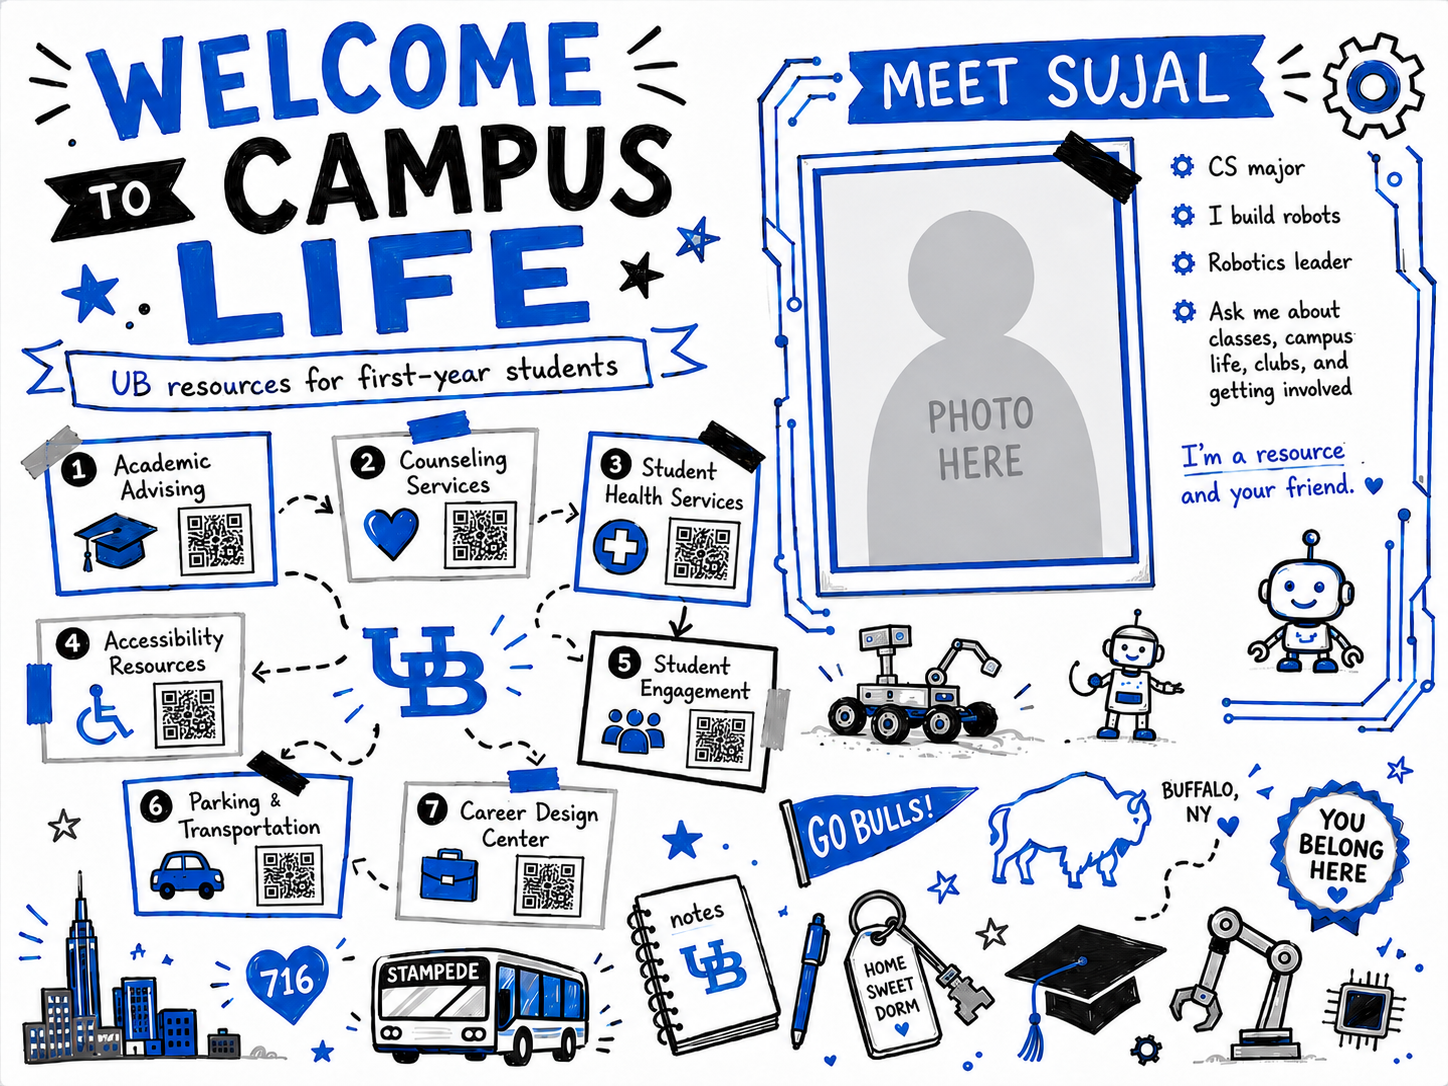 WELCOME
TO CAMPUS
LIFE
UB resources for first-year students
1 Academic
Advising
2 Counseling
Services
3 Student
Health Services
4 Accessibility
Resources
UB
5 Student
Engagement
6 Parking &
Transportation
7 Career Design
Center
MEET SUJAL
PHOTO
HERE
CS major
I build robots
Robotics leader
Ask me about
classes, campus
life, clubs, and
getting involved
I'm a resource
and your friend.
GO BULLS!
BUFFALO,
NY
YOU
BELONG
HERE
716
STAMPEDE
notes
UB
HOME
SWEET
DORM